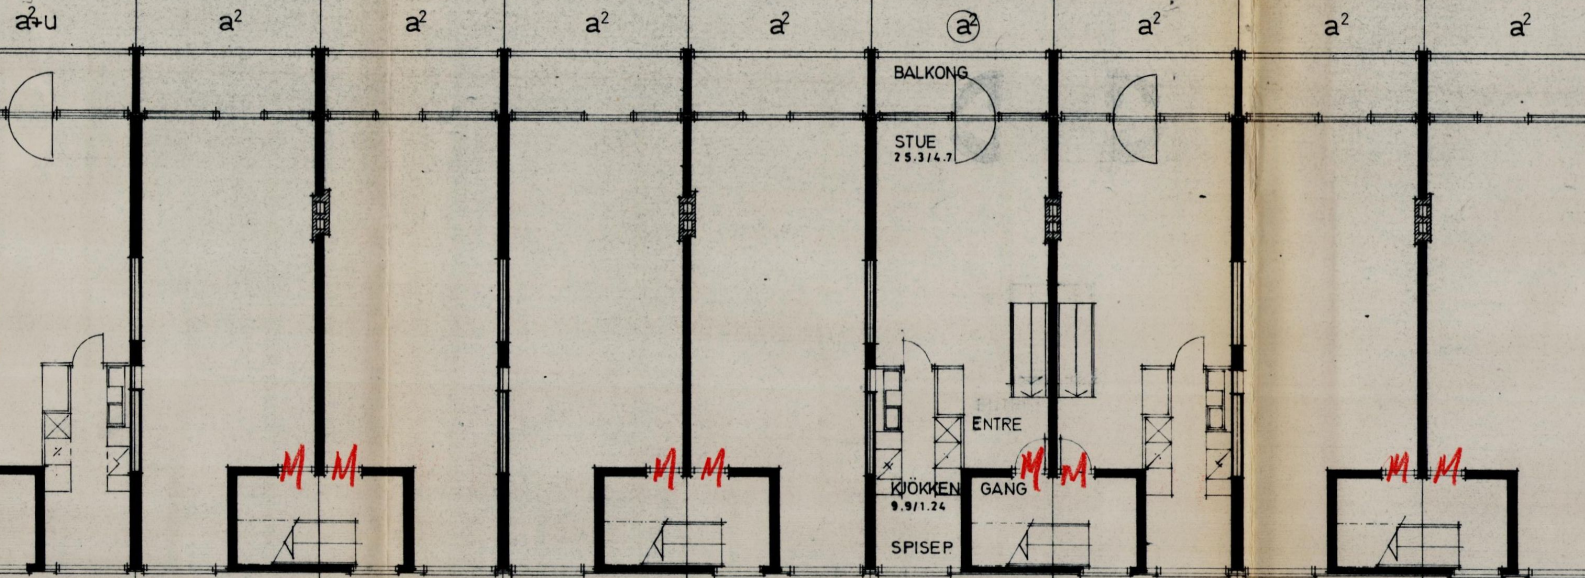 a²+u a² a² a² a² a² a² a² a²
BALKONG
STUE
25.3/4.7
ENTRE
M M M M M M M M
KJÖKKEN GANG
9.9/1.24
SPISEP.